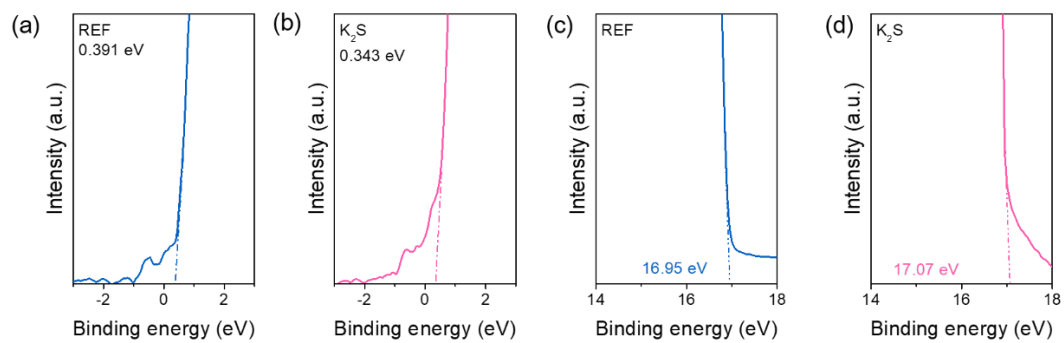 (a)
REF
0.391 eV
Intensity (a.u.)
-2
0
2
Binding energy (eV)
(b)
K₂S
0.343 eV
Intensity (a.u.)
-2
0
2
Binding energy (eV)
(c)
REF
Intensity (a.u.)
16.95 eV
14
16
18
Binding energy (eV)
(d)
K₂S
Intensity (a.u.)
17.07 eV
14
16
18
Binding energy (eV)